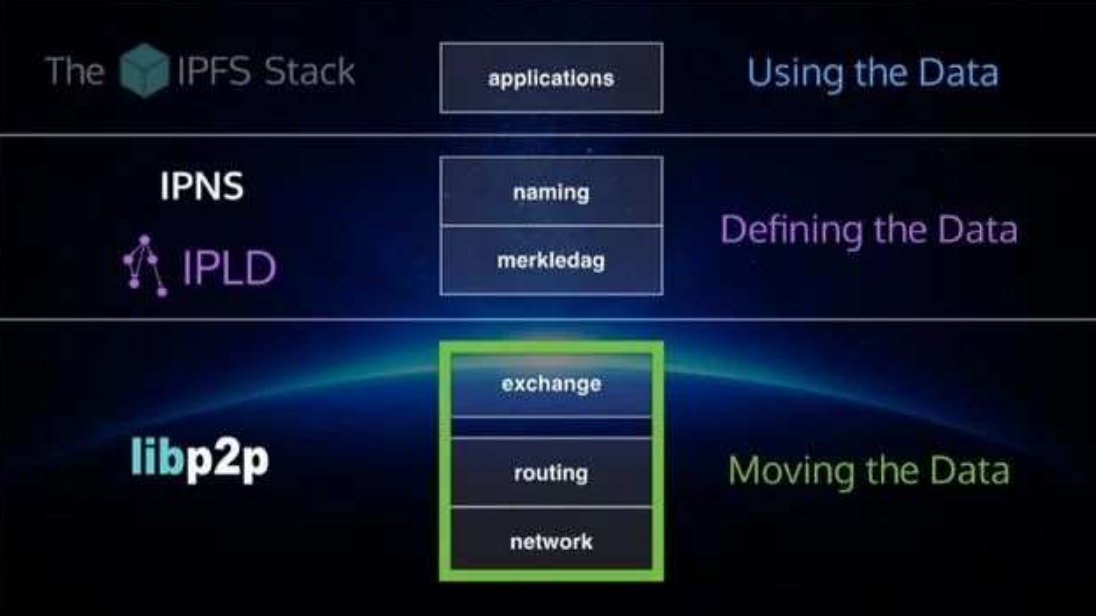 The IPFS Stack
applications
Using the Data
IPNS
naming
IPLD
merkledag
Defining the Data
libp2p
exchange
routing
network
Moving the Data